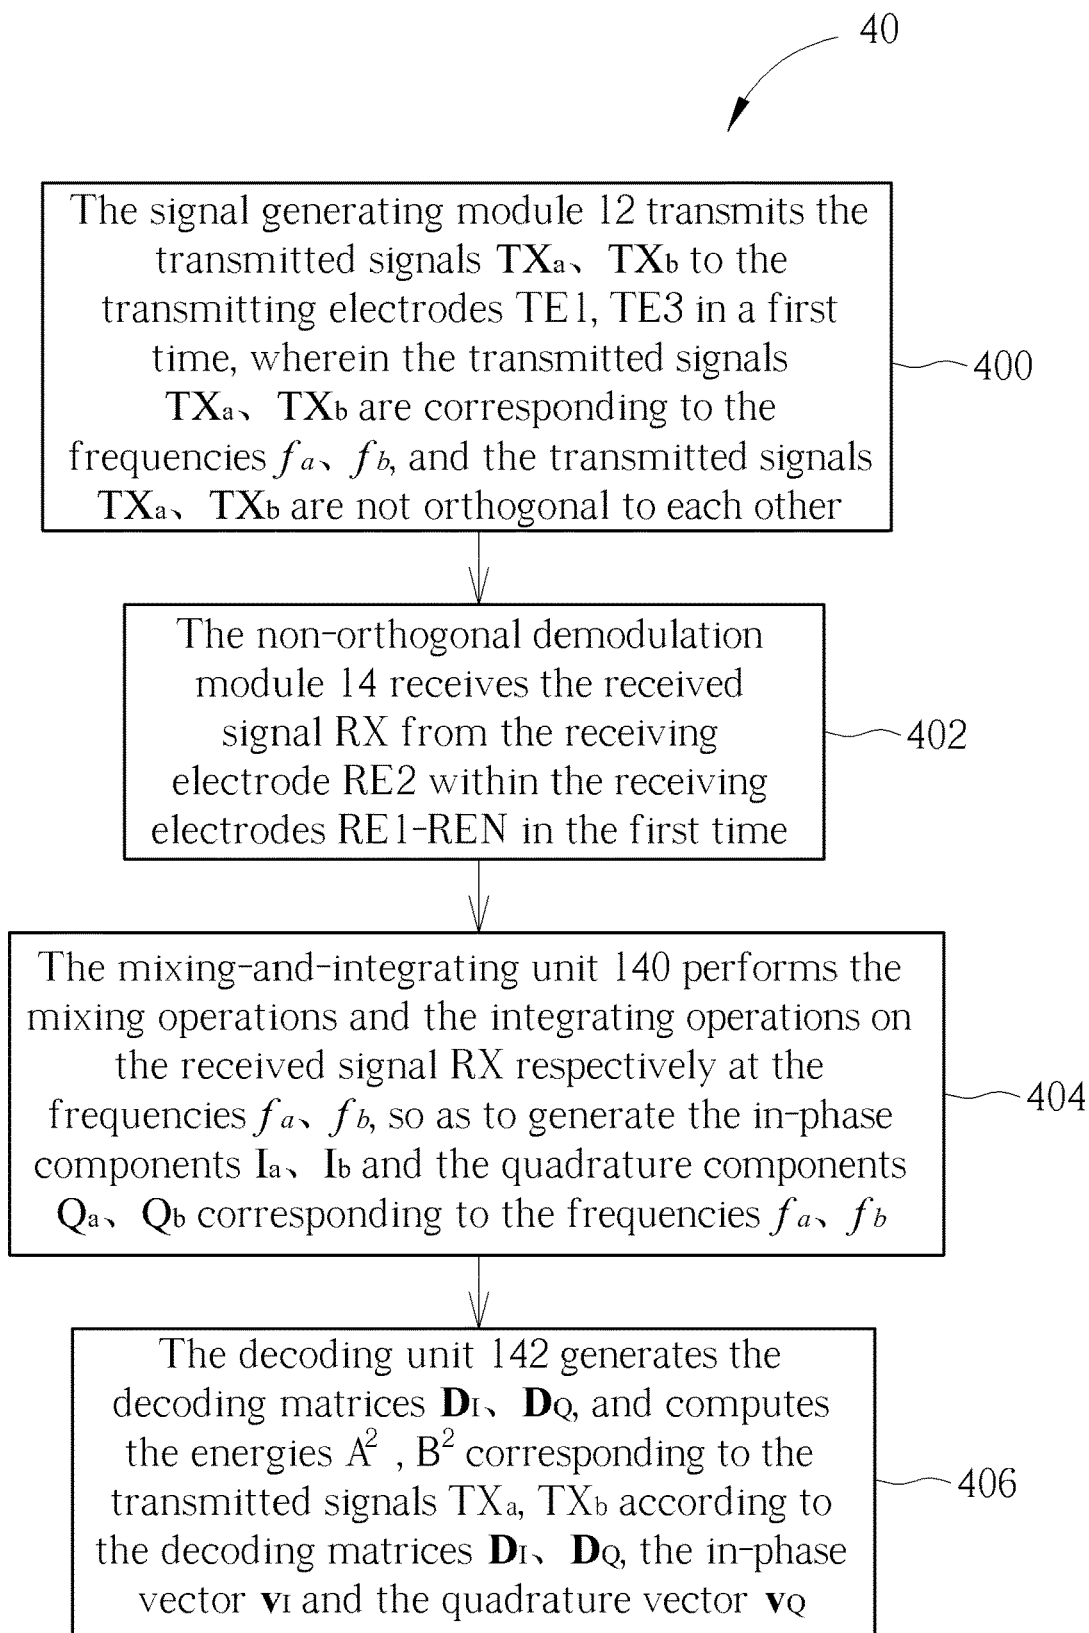 40
The signal generating module 12 transmits the
transmitted signals TXa、TXb to the
transmitting electrodes TE1, TE3 in a first
time, wherein the transmitted signals
TXa、TXb are corresponding to the
frequencies fa、fb, and the transmitted signals
TXa、TXb are not orthogonal to each other
400
The non-orthogonal demodulation
module 14 receives the received
signal RX from the receiving
electrode RE2 within the receiving
electrodes RE1-REN in the first time
402
The mixing-and-integrating unit 140 performs the
mixing operations and the integrating operations on
the received signal RX respectively at the
frequencies fa、fb, so as to generate the in-phase
components Ia、Ib and the quadrature components
Qa、Qb corresponding to the frequencies fa、fb
404
The decoding unit 142 generates the
decoding matrices DI、DQ, and computes
the energies A², B² corresponding to the
transmitted signals TXa, TXb according to
the decoding matrices DI、DQ, the in-phase
vector vI and the quadrature vector vQ
406